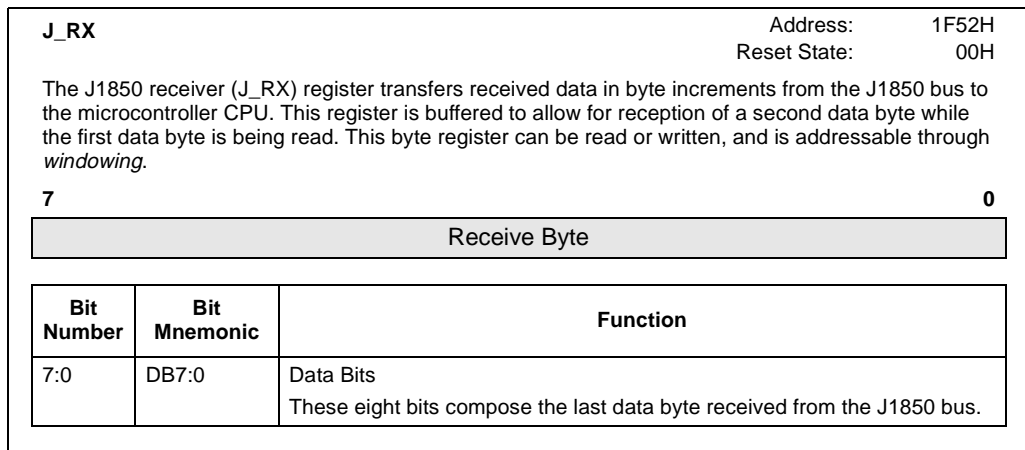 J_RX Address: 1F52H
Reset State: 00H
The J1850 receiver (J_RX) register transfers received data in byte increments from the J1850 bus to
the microcontroller CPU. This register is buffered to allow for reception of a second data byte while
the first data byte is being read. This byte register can be read or written, and is addressable through
windowing.
7 0
Receive Byte
Bit Number Bit Mnemonic Function
7:0 DB7:0 Data Bits
These eight bits compose the last data byte received from the J1850 bus.